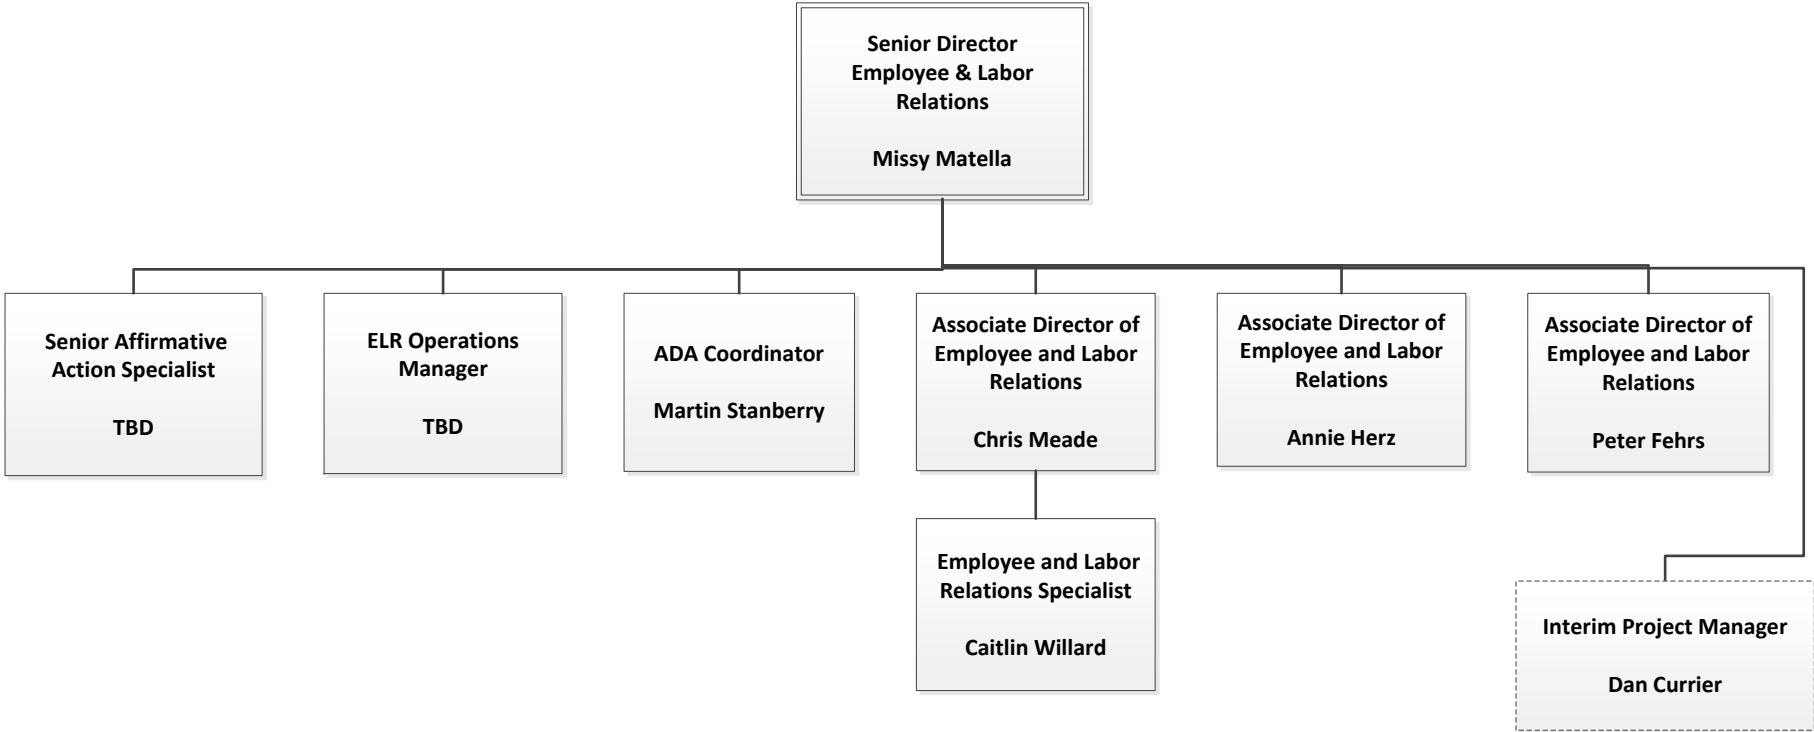 Senior Director
Employee & Labor
Relations
Missy Matella
Senior Affirmative
Action Specialist
TBD
ELR Operations
Manager
TBD
ADA Coordinator
Martin Stanberry
Associate Director of
Employee and Labor
Relations
Chris Meade
Associate Director of
Employee and Labor
Relations
Annie Herz
Associate Director of
Employee and Labor
Relations
Peter Fehrs
Employee and Labor
Relations Specialist
Caitlin Willard
Interim Project Manager
Dan Currier